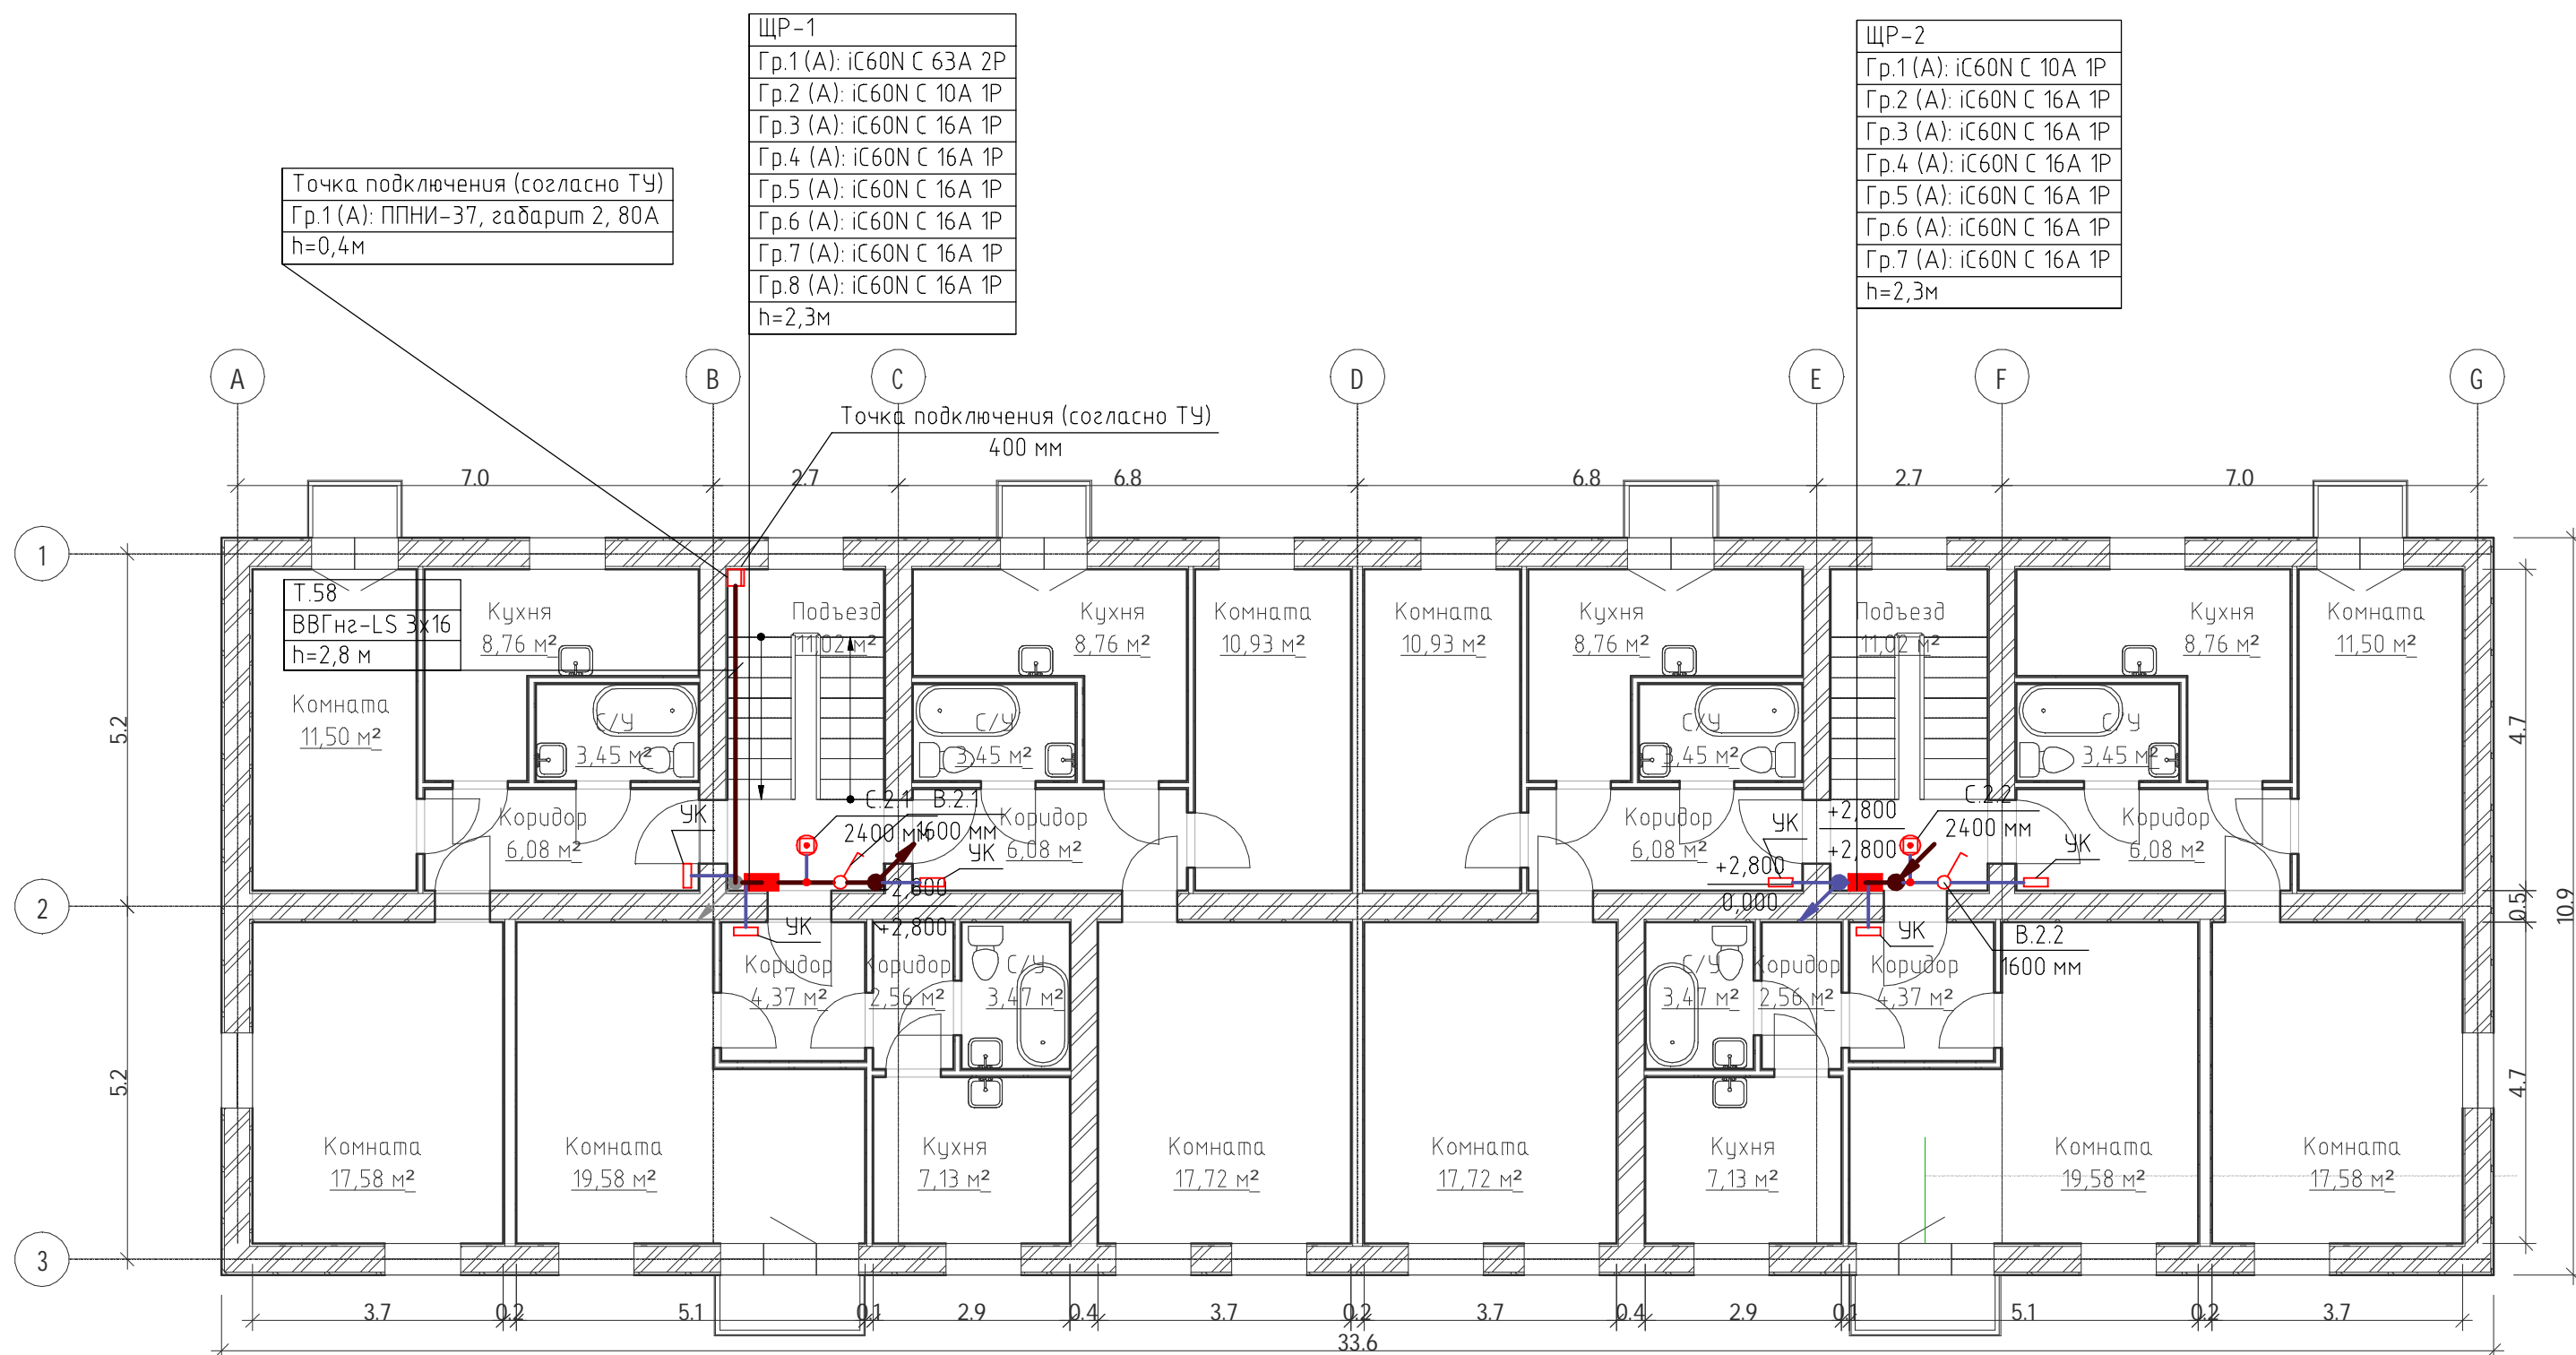 ЩР-1
Гр.1 (А): iC60N C 63А 2P
Гр.2 (А): iC60N C 10А 1P
Гр.3 (А): iC60N C 16А 1P
Гр.4 (А): iC60N C 16А 1P
Гр.5 (А): iC60N C 16А 1P
Гр.6 (А): iC60N C 16А 1P
Гр.7 (А): iC60N C 16А 1P
Гр.8 (А): iC60N C 16А 1P
h=2,3м
ЩР-2
Гр.1 (А): iC60N C 10А 1P
Гр.2 (А): iC60N C 16А 1P
Гр.3 (А): iC60N C 16А 1P
Гр.4 (А): iC60N C 16А 1P
Гр.5 (А): iC60N C 16А 1P
Гр.6 (А): iC60N C 16А 1P
Гр.7 (А): iC60N C 16А 1P
h=2,3м
Точка подключения (согласно ТУ)
Гр.1 (А): ППНИ-37, габарит 2, 80А
h=0,4м
A
B
C
D
E
F
G
Точка подключения (согласно ТУ)
400 мм
7.0
2.7
6.8
6.8
2.7
7.0
1
2
3
5.2
5.2
4.7
0.5
4.7
10.9
Т.58
ВВГнг-LS 3x16
h=2,8 м
Кухня
8,76 м²
Подъезд
11,02 м²
Кухня
8,76 м²
Комната
10,93 м²
Комната
10,93 м²
Кухня
8,76 м²
Подъезд
11,02 м²
Кухня
8,76 м²
Комната
11,50 м²
Комната
11,50 м²
С/У
3,45 м²
С/У
3,45 м²
С/У
3,45 м²
С/У
3,45 м²
Коридор
6,08 м²
УК
С.2.1
2400 мм
В.2.1
1600 мм
УК
Коридор
6,08 м²
Коридор
6,08 м²
УК
+2,800
+2,800
С.2.2
2400 мм
УК
Коридор
6,08 м²
+2,800
+2,800
+2,800
0,000
УК
УК
В.2.2
1600 мм
Коридор
4,37 м²
Коридор
2,56 м²
С/У
3,47 м²
С/У
3,47 м²
Коридор
2,56 м²
Коридор
4,37 м²
Комната
17,58 м²
Комната
19,58 м²
Кухня
7,13 м²
Комната
17,72 м²
Комната
17,72 м²
Кухня
7,13 м²
Комната
19,58 м²
Комната
17,58 м²
3.7
0.2
5.1
0.1
2.9
0.4
3.7
0.2
3.7
0.4
2.9
0.1
5.1
0.2
3.7
33.6